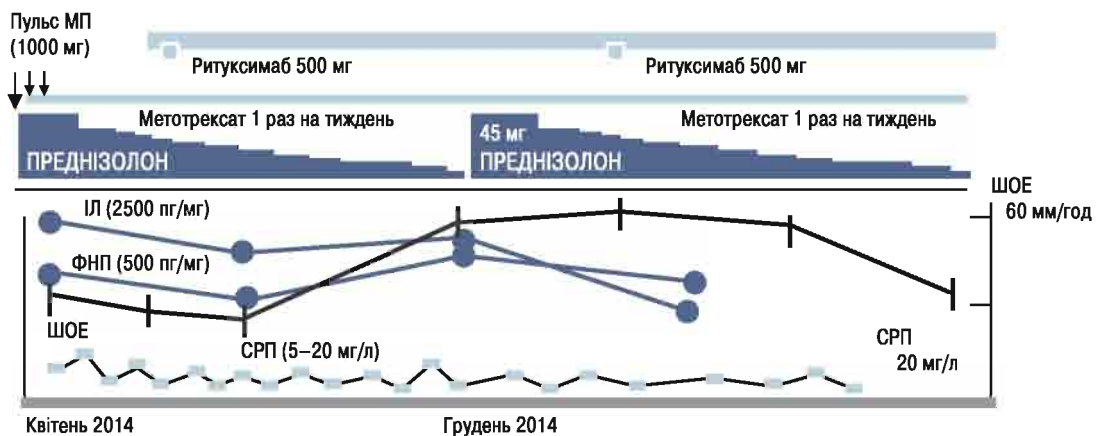 Пульс МП
(1000 мг)
Ритуксимаб 500 мг
Ритуксимаб 500 мг
Метотрексат 1 раз на тиждень
Метотрексат 1 раз на тиждень
ПРЕДНІЗОЛОН
45 мг
ПРЕДНІЗОЛОН
ШОЕ
60 мм/год
ІЛ (2500 пг/мг)
ФНП (500 пг/мг)
ШОЕ
СРП (5–20 мг/л)
СРП
20 мг/л
Квітень 2014
Грудень 2014